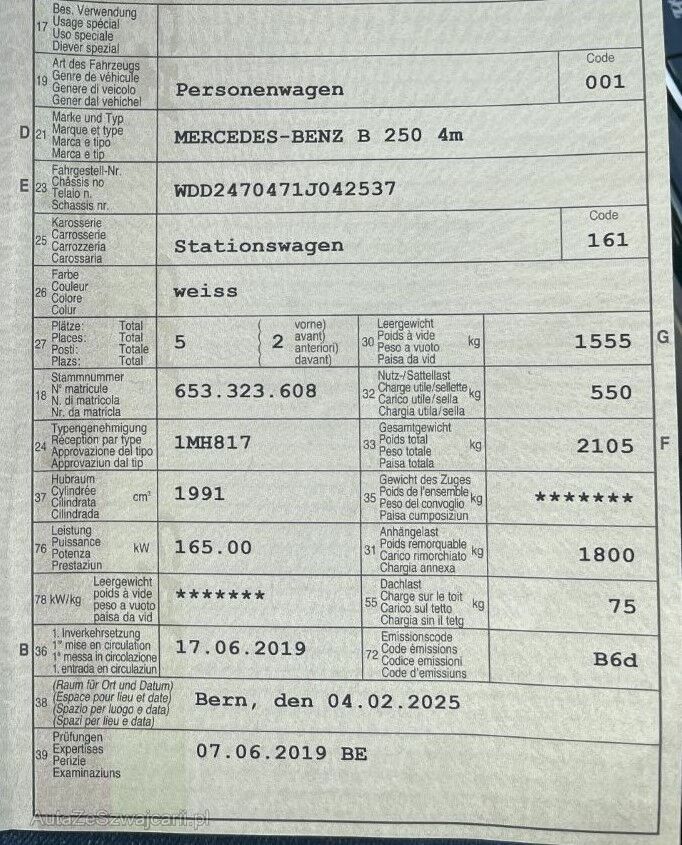 Bes. Verwendung
17 Usage spécial
Uso speciale
Diever spezial
Art des Fahrzeugs
Code
19 Genre de véhicule
Genere di veicolo
Gener dal vehichel
Personenwagen
001
Marke und Typ
D 21 Marque et type
Marca e tipo
Marca e tip
MERCEDES-BENZ B 250 4m
Fahrgestell-Nr.
E 23 Châssis no
Telaio n.
Schassis nr.
WDD2470471J042537
Karosserie
Code
25 Carrosserie
Carrozzeria
Carossaria
Stationswagen
161
Farbe
26 Couleur
Colore
Colur
weiss
Plätze: Total
27 Places: Total
Posti: Totale
Plazs: Total
5
( vorne)
( 2 avant)
( anteriori)
( davant)
Leergewicht
30 Poids à vide kg
Peso a vuoto
Paisa da vid
1555 G
Stammnummer
18 N° matricule
N. di matricola
Nr. da matricla
653.323.608
Nutz-/Sattellast
32 Charge utile/sellette kg
Carico utile/sella
Chargia utila/sella
550
Typengenehmigung
24 Réception par type
Approvazione del tipo
Approvaziun dal tip
1MH817
Gesamtgewicht
33 Poids total kg
Peso totale
Paisa totala
2105 F
Hubraum
37 Cylindrée cm³
Cilindrata
Cilindrada
1991
Gewicht des Zuges
35 Poids de l'ensemble kg
Peso del convoglio
Paisa cumposiziun
*******
Leistung
76 Puissance kW
Potenza
Prestaziun
165.00
Anhängelast
31 Poids remorquable kg
Carico rimorchiato
Chargia annexa
1800
Leergewicht
78 kW/kg poids à vide
peso a vuoto
paisa da vid
*******
Dachlast
55 Charge sur le toit kg
Carico sul tetto
Chargia sin il tetg
75
1. Inverkehrsetzung
B 36 1re mise en circulation
1a messa in circolazione
1. entrada en circulaziun
17.06.2019
Emissionscode
72 Code émissions
Codice emissioni
Code d'emissiuns
B6d
(Raum für Ort und Datum)
38 (Espace pour lieu et date)
(Spazio per luogo e data)
(Spazi per lieu e data)
Bern, den 04.02.2025
Prüfungen
39 Expertises
Perizie
Examinaziuns
07.06.2019 BE
AutaZeSzwajcarii.pl